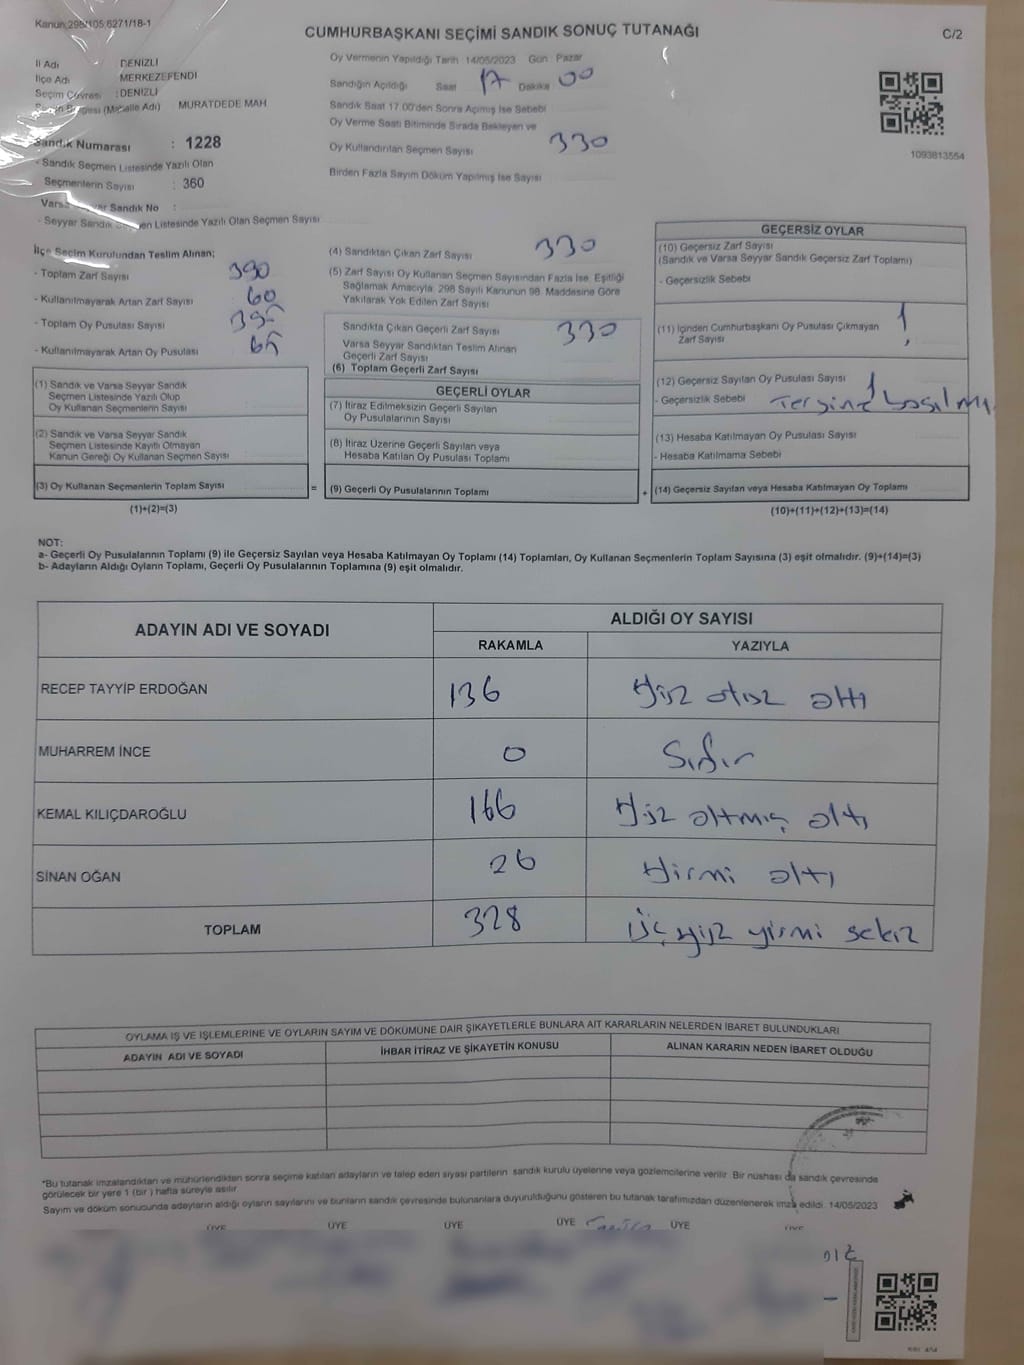 Kanun:298/105,6271/18-1
CUMHURBAŞKANI SEÇİMİ SANDIK SONUÇ TUTANAĞI
C/2
İl Adı : DENİZLİ
İlçe Adı : MERKEZEFENDİ
Seçim Çevresi : DENİZLİ
(Mahalle Adı) : MURATDEDE MAH
Sandık Numarası : 1228
- Sandık Seçmen Listesinde Yazılı Olan
Seçmenlerin Sayısı : 360
Varsa Seyyar Sandık No :
- Seyyar Sandık Seçmen Listesinde Yazılı Olan Seçmen Sayısı
Oy Vermenin Yapıldığı Tarih 14/05/2023 Gün Pazar
Sandığın Açıldığı Saat 17 Dakika 00
Sandık Saat 17.00'den Sonra Açımış İse Sebebi
Oy Verme Saati Bitiminde Sırada Bekleyen ve
Oy Kullandırılan Seçmen Sayısı 330
Birden Fazla Sayım Döküm Yapılmış İse Sayısı
1093813554
İlçe Seçim Kurulundan Teslim Alınan;
- Toplam Zarf Sayısı 390
- Kullanılmayarak Artan Zarf Sayısı 60
- Toplam Oy Pusulası Sayısı 395
- Kullanılmayarak Artan Oy Pusulası 65
(1) Sandık ve Varsa Seyyar Sandık
Seçmen Listesinde Yazılı Olup
Oy Kullanan Seçmenlerin Sayısı
(2) Sandık ve Varsa Seyyar Sandık
Seçmen Listesinde Kayıtlı Olmayan
Kanun Gereği Oy Kullanan Seçmen Sayısı
(3) Oy Kullanan Seçmenlerin Toplam Sayısı
(1)+(2)=(3)
(4) Sandıktan Çıkan Zarf Sayısı 330
(5) Zarf Sayısı Oy Kullanan Seçmen Sayısından Fazla İse, Eşitliği
Sağlamak Amacıyla, 298 Sayılı Kanunun 98. Maddesine Göre
Yakılarak Yok Edilen Zarf Sayısı
Sandıkta Çıkan Geçerli Zarf Sayısı 330
Varsa Seyyar Sandıktan Teslim Alınan
Geçerli Zarf Sayısı
(6) Toplam Geçerli Zarf Sayısı
GEÇERLİ OYLAR
(7) İtiraz Edilmeksizin Geçerli Sayılan
Oy Pusulalarının Sayısı
(8) İtiraz Üzerine Geçerli Sayılan veya
Hesaba Katılan Oy Pusulası Toplamı
= (9) Geçerli Oy Pusulalarının Toplamı
GEÇERSİZ OYLAR
(10) Geçersiz Zarf Sayısı
(Sandık ve Varsa Seyyar Sandık Geçersiz Zarf Toplamı)
- Geçersizlik Sebebi
(11) İçinden Cumhurbaşkanı Oy Pusulası Çıkmayan
Zarf Sayısı 1
(12) Geçersiz Sayılan Oy Pusulası Sayısı 1
- Geçersizlik Sebebi Tersine basılmı
(13) Hesaba Katılmayan Oy Pusulası Sayısı
- Hesaba Katılmama Sebebi
+ (14) Geçersiz Sayılan veya Hesaba Katılmayan Oy Toplamı
(10)+(11)+(12)+(13)=(14)
NOT:
a- Geçerli Oy Pusulalarının Toplamı (9) ile Geçersiz Sayılan veya Hesaba Katılmayan Oy Toplamı (14) Toplamları, Oy Kullanan Seçmenlerin Toplam Sayısına (3) eşit olmalıdır. (9)+(14)=(3)
b- Adayların Aldığı Oyların Toplamı, Geçerli Oy Pusulalarının Toplamına (9) eşit olmalıdır.
ADAYIN ADI VE SOYADI ALDIĞI OY SAYISI
RAKAMLA YAZIYLA
RECEP TAYYİP ERDOĞAN 136 Yüz otuz altı
MUHARREM İNCE 0 Sıfır
KEMAL KILIÇDAROĞLU 166 Yüz altmış altı
SİNAN OĞAN 26 Yirmi altı
TOPLAM 328 üç yüz yirmi sekiz
OYLAMA İŞ VE İŞLEMLERİNE VE OYLARIN SAYIM VE DÖKÜMÜNE DAİR ŞİKAYETLERLE BUNLARA AİT KARARLARIN NELERDEN İBARET BULUNDUKLARI
ADAYIN ADI VE SOYADI İHBAR İTİRAZ VE ŞİKAYETİN KONUSU ALINAN KARARIN NEDEN İBARET OLDUĞU
*Bu tutanak imzalandıktan ve mühürlendikten sonra seçime katılan adayların ve talep eden siyasi partilerin sandık kurulu üyelerine veya gözlemcilerine verilir. Bir nüshası da sandık çevresinde
görülecek bir yere 1 (bir) hafta süreyle asılır.
Sayım ve döküm sonucunda adayların aldığı oyların sayılarını ve bunların sandık çevresinde bulunanlara duyurulduğunu gösteren bu tutanak tarafımızdan düzenlenerek imza edildi. 14/05/2023
ÜYE ÜYE ÜYE ÜYE ÜYE ÜYE